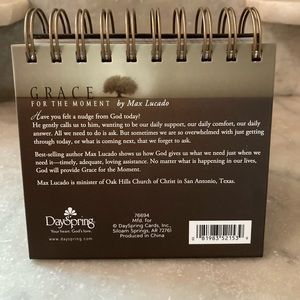 GRACE
FOR THE MOMENT by Max Lucado
Have you felt a nudge from God today?
He gently calls us to him, wanting to be our daily support, our daily comfort, our daily
answer. All we need to do is ask. But sometimes we are so overwhelmed with just getting
through today, or what is coming next, that we forget to ask.
Best-selling author Max Lucado shows us how God gives us what we need just when we
need it—timely, adequate, loving assistance. No matter what is happening in our lives,
God will provide Grace for the Moment.
Max Lucado is minister of Oak Hills Church of Christ in San Antonio, Texas.
DaySpring
Your heart. God's love.
www.dayspring.com
76694
Mfd. for
© DaySpring Cards, Inc.
Siloam Springs, AR 72761
Produced in China
0 81983 52153 9